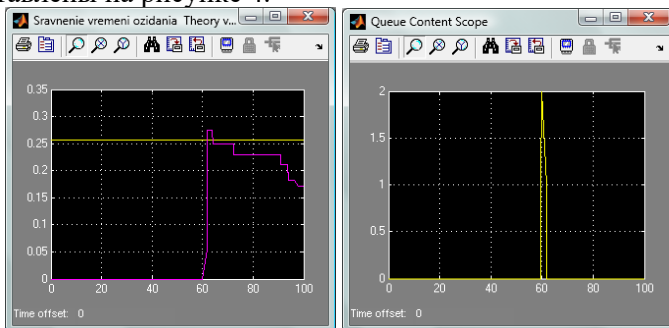 авлены на рисунке 4.
Sravnenie vremeni ozidania Theory v...
0.35
0.3
0.25
0.2
0.15
0.1
0.05
0
0 20 40 60 80 100
Time offset: 0
Queue Content Scope
2
1.5
1
0.5
0
0 20 40 60 80 100
Time offset: 0